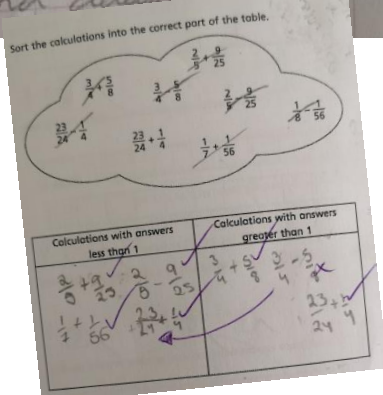 Sort the calculations into the correct part of the table.
2/5 + 9/25
3/4 + 5/8
3/4 - 5/8
2/5 - 9/25
1/8 - 1/56
23/24 - 1/4
23/24 + 1/4
1/7 + 1/56
Calculations with answers less than 1
Calculations with answers greater than 1
2/5 + 9/25 2/5 - 9/25 3/4 + 5/8 3/4 - 5/8
1/7 + 1/56 23/24 + 1/4 23/24 + 1/4